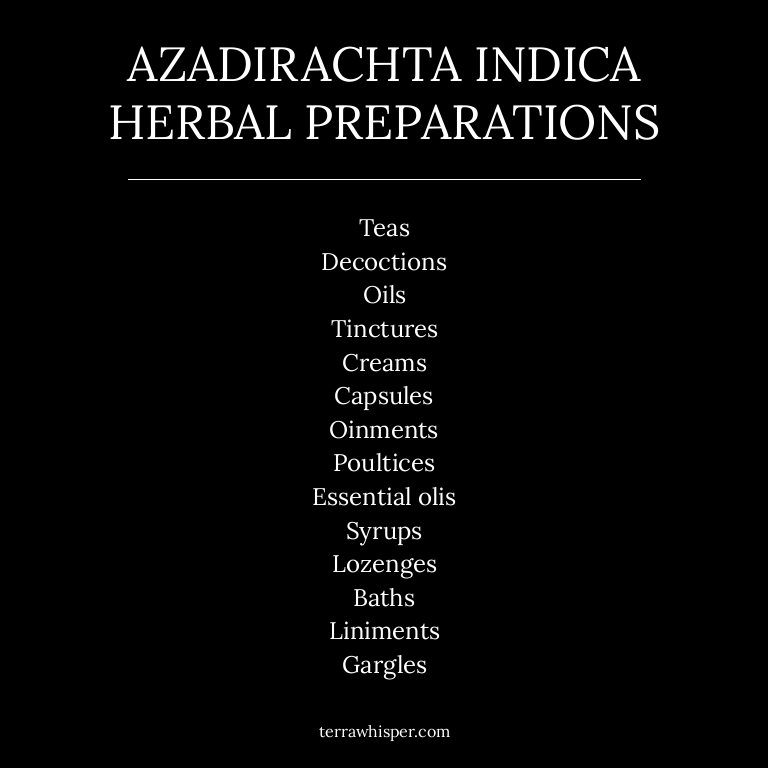 AZADIRACHTA INDICA
HERBAL PREPARATIONS
Teas
Decoctions
Oils
Tinctures
Creams
Capsules
Oinments
Poultices
Essential olis
Syrups
Lozenges
Baths
Liniments
Gargles
terrawhisper.com